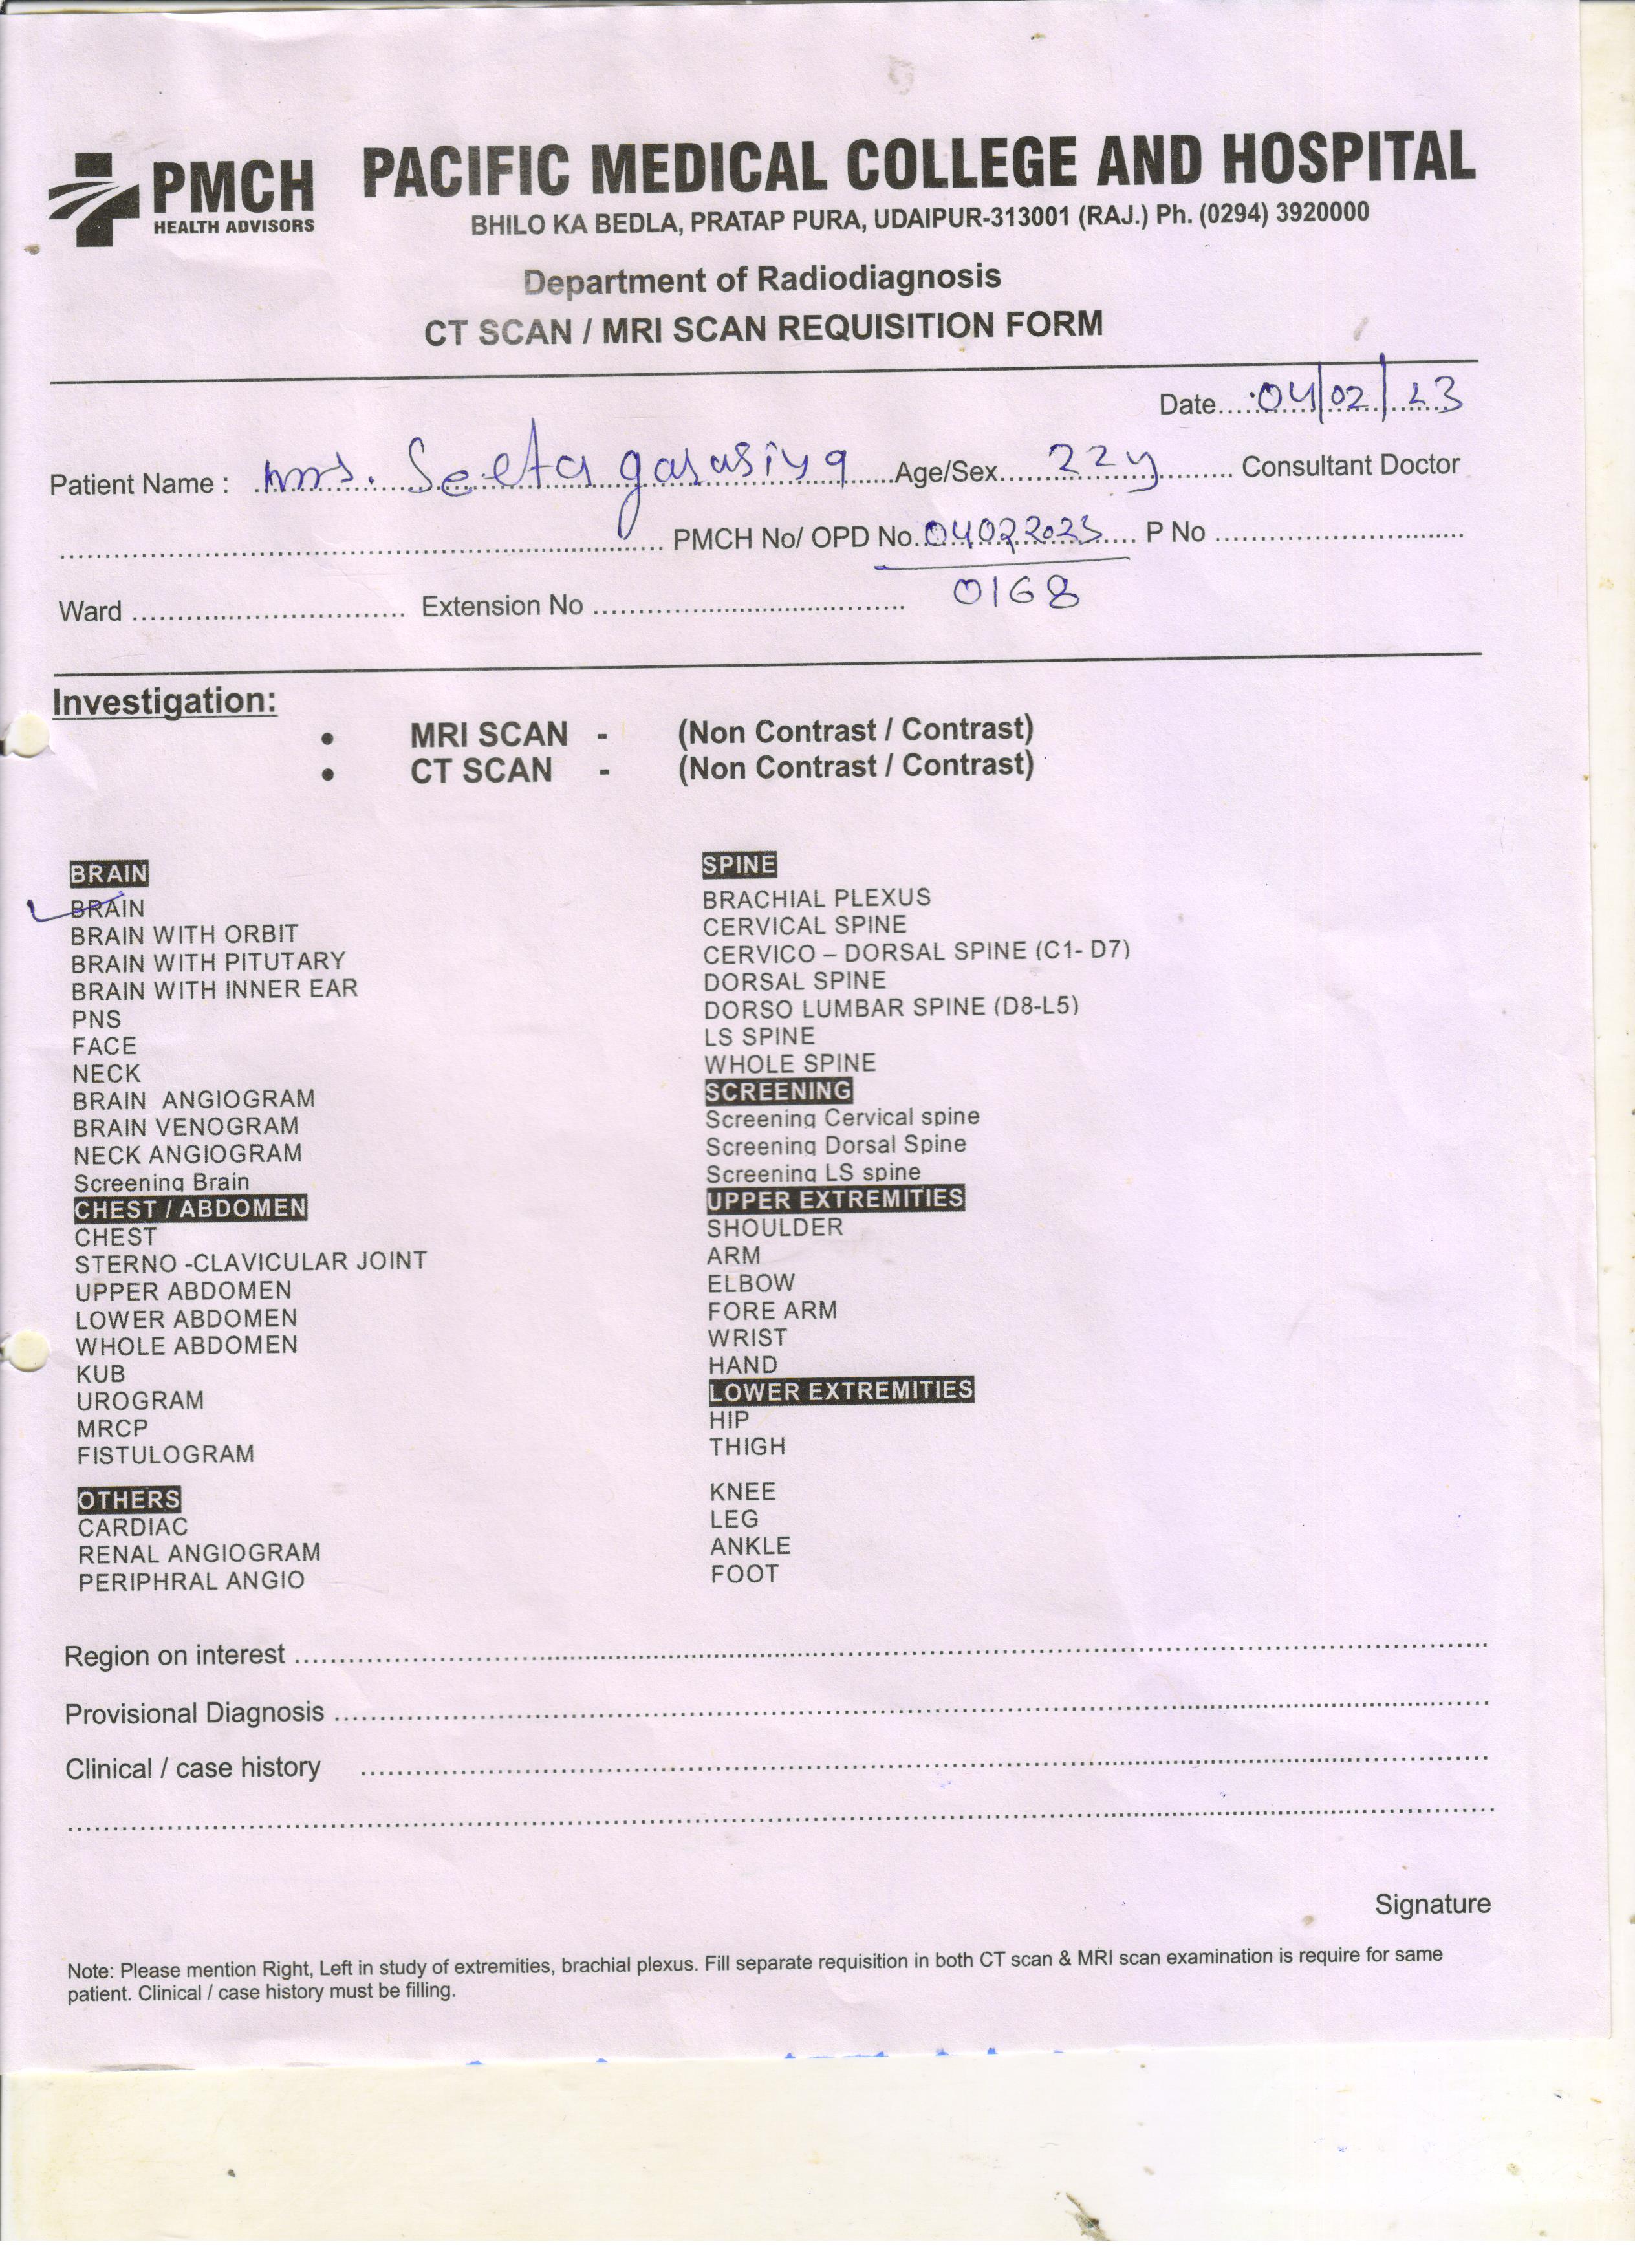 PMCH
HEALTH ADVISORS
PACIFIC MEDICAL COLLEGE AND HOSPITAL
BHILO KA BEDLA, PRATAP PURA, UDAIPUR-313001 (RAJ.) Ph. (0294) 3920000
Department of Radiodiagnosis
CT SCAN / MRI SCAN REQUISITION FORM
Date 04/02/23
Patient Name : Mrs. Seeta garasiya Age/Sex 22y Consultant Doctor
PMCH No/ OPD No. 04022023 P No
0168
Ward Extension No
Investigation:
• MRI SCAN - (Non Contrast / Contrast)
• CT SCAN - (Non Contrast / Contrast)
BRAIN
BRAIN
BRAIN WITH ORBIT
BRAIN WITH PITUTARY
BRAIN WITH INNER EAR
PNS
FACE
NECK
BRAIN ANGIOGRAM
BRAIN VENOGRAM
NECK ANGIOGRAM
Screening Brain
CHEST / ABDOMEN
CHEST
STERNO -CLAVICULAR JOINT
UPPER ABDOMEN
LOWER ABDOMEN
WHOLE ABDOMEN
KUB
UROGRAM
MRCP
FISTULOGRAM
OTHERS
CARDIAC
RENAL ANGIOGRAM
PERIPHRAL ANGIO
SPINE
BRACHIAL PLEXUS
CERVICAL SPINE
CERVICO – DORSAL SPINE (C1- D7)
DORSAL SPINE
DORSO LUMBAR SPINE (D8-L5)
LS SPINE
WHOLE SPINE
SCREENING
Screening Cervical spine
Screening Dorsal Spine
Screening LS spine
UPPER EXTREMITIES
SHOULDER
ARM
ELBOW
FORE ARM
WRIST
HAND
LOWER EXTREMITIES
HIP
THIGH
KNEE
LEG
ANKLE
FOOT
Region on interest
Provisional Diagnosis
Clinical / case history
Signature
Note: Please mention Right, Left in study of extremities, brachial plexus. Fill separate requisition in both CT scan & MRI scan examination is require for same
patient. Clinical / case history must be filling.